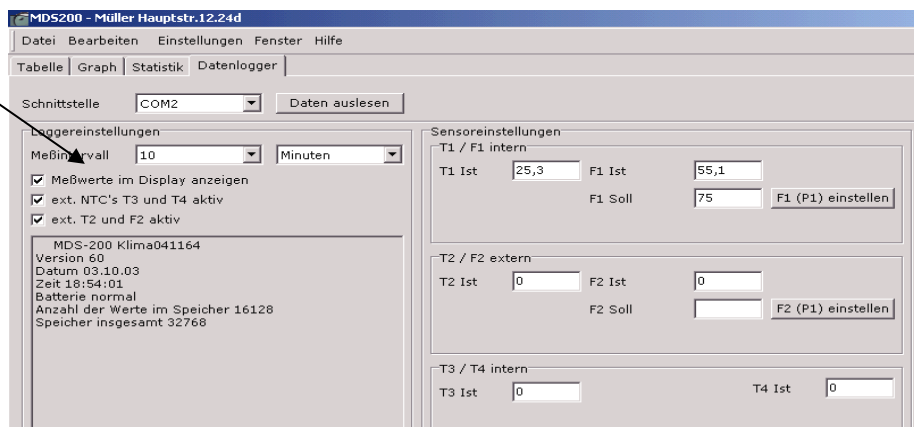 MDS200 - Müller Hauptstr.12.24d
Datei Bearbeiten Einstellungen Fenster Hilfe
Tabelle Graph Statistik Datenlogger
Schnittstelle COM2 Daten auslesen
Loggereinstellungen
Meßintervall 10 Minuten
Meßwerte im Display anzeigen
ext. NTC's T3 und T4 aktiv
ext. T2 und F2 aktiv
MDS-200 Klima041164
Version 60
Datum 03.10.03
Zeit 18:54:01
Batterie normal
Anzahl der Werte im Speicher 16128
Speicher insgesamt 32768
Sensoreinstellungen
T1 / F1 intern
T1 Ist 25,3 F1 Ist 55,1
F1 Soll 75 F1 (P1) einstellen
T2 / F2 extern
T2 Ist 0 F2 Ist 0
F2 Soll F2 (P1) einstellen
T3 / T4 intern
T3 Ist 0 T4 Ist 0